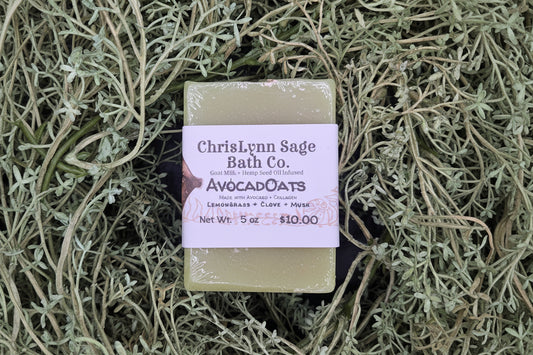 ChrisLynn Sage
Bath Co.
Goat Milk + Hemp Seed Oil Infused
AvocadOats
Made with Avocado + Collagen
Lemongrass + Clove + Musk
Net Wt. 5 oz $10.00